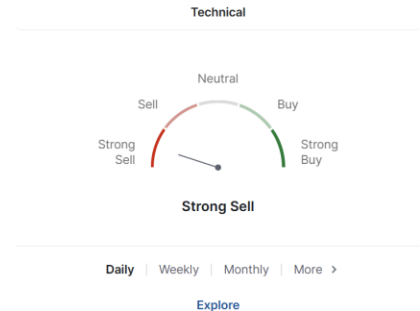 Technical
Neutral
Sell
Buy
Strong
Sell
Strong
Buy
Strong Sell
Daily | Weekly | Monthly | More >
Explore